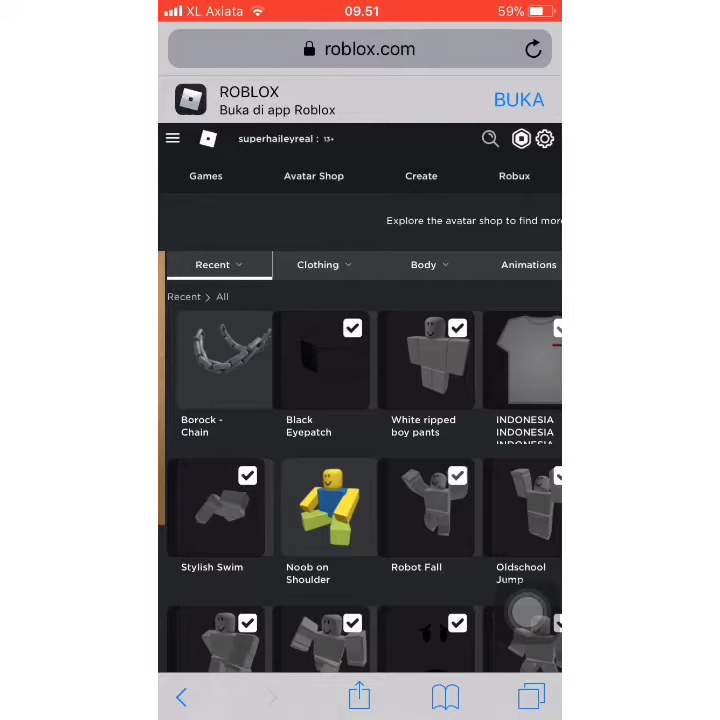 XL Axiata 09.51 59%
roblox.com
ROBLOX
Buka di app Roblox
BUKA
superhaileyreal : 13+
Games Avatar Shop Create Robux
Explore the avatar shop to find more
Recent Clothing Body Animations
Recent > All
Borock -
Chain
Black
Eyepatch
White ripped
boy pants
INDONESIA
INDONESIA
INDONESIA
Stylish Swim
Noob on
Shoulder
Robot Fall
Oldschool
Jump